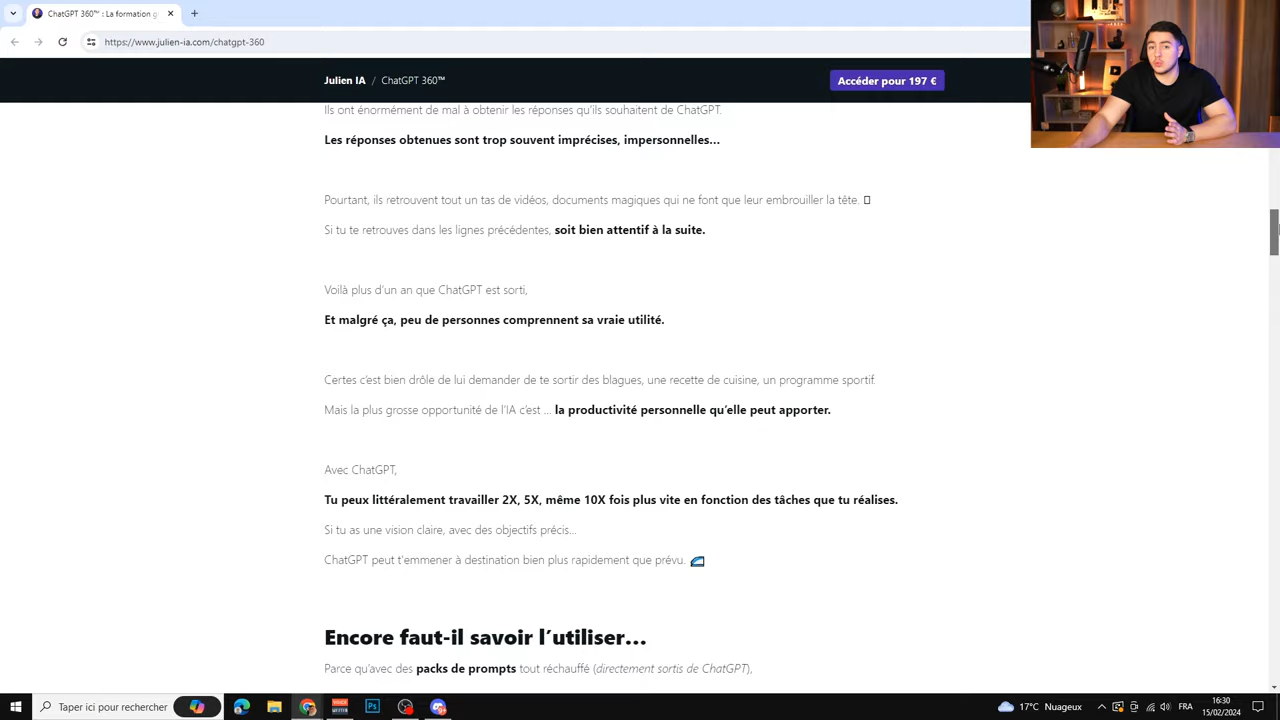 ChatGPT 360™ : La formation g
https://www.julien-ia.com/chatgpt-360
Julien IA / ChatGPT 360™
Accéder pour 197 €
Ils ont énormément de mal à obtenir les réponses qu'ils souhaitent de ChatGPT.
Les réponses obtenues sont trop souvent imprécises, impersonnelles…
Pourtant, ils retrouvent tout un tas de vidéos, documents magiques qui ne font que leur embrouiller la tête.
Si tu te retrouves dans les lignes précédentes, soit bien attentif à la suite.
Voilà plus d'un an que ChatGPT est sorti,
Et malgré ça, peu de personnes comprennent sa vraie utilité.
Certes c'est bien drôle de lui demander de te sortir des blagues, une recette de cuisine, un programme sportif.
Mais la plus grosse opportunité de l'IA c'est … la productivité personnelle qu'elle peut apporter.
Avec ChatGPT,
Tu peux littéralement travailler 2X, 5X, même 10X fois plus vite en fonction des tâches que tu réalises.
Si tu as une vision claire, avec des objectifs précis…
ChatGPT peut t'emmener à destination bien plus rapidement que prévu.
Encore faut-il savoir l'utiliser…
Parce qu'avec des packs de prompts tout réchauffé (directement sortis de ChatGPT),
Taper ici pour rechercher
Ps
17°C Nuageux
FRA
16:30
15/02/2024